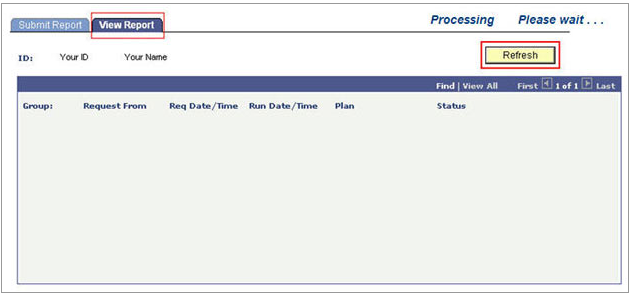 Submit Report View Report Processing Please wait . . .
ID: Your ID Your Name Refresh
Find | View All First 1 of 1 Last
Group: Request From Req Date/Time Run Date/Time Plan Status